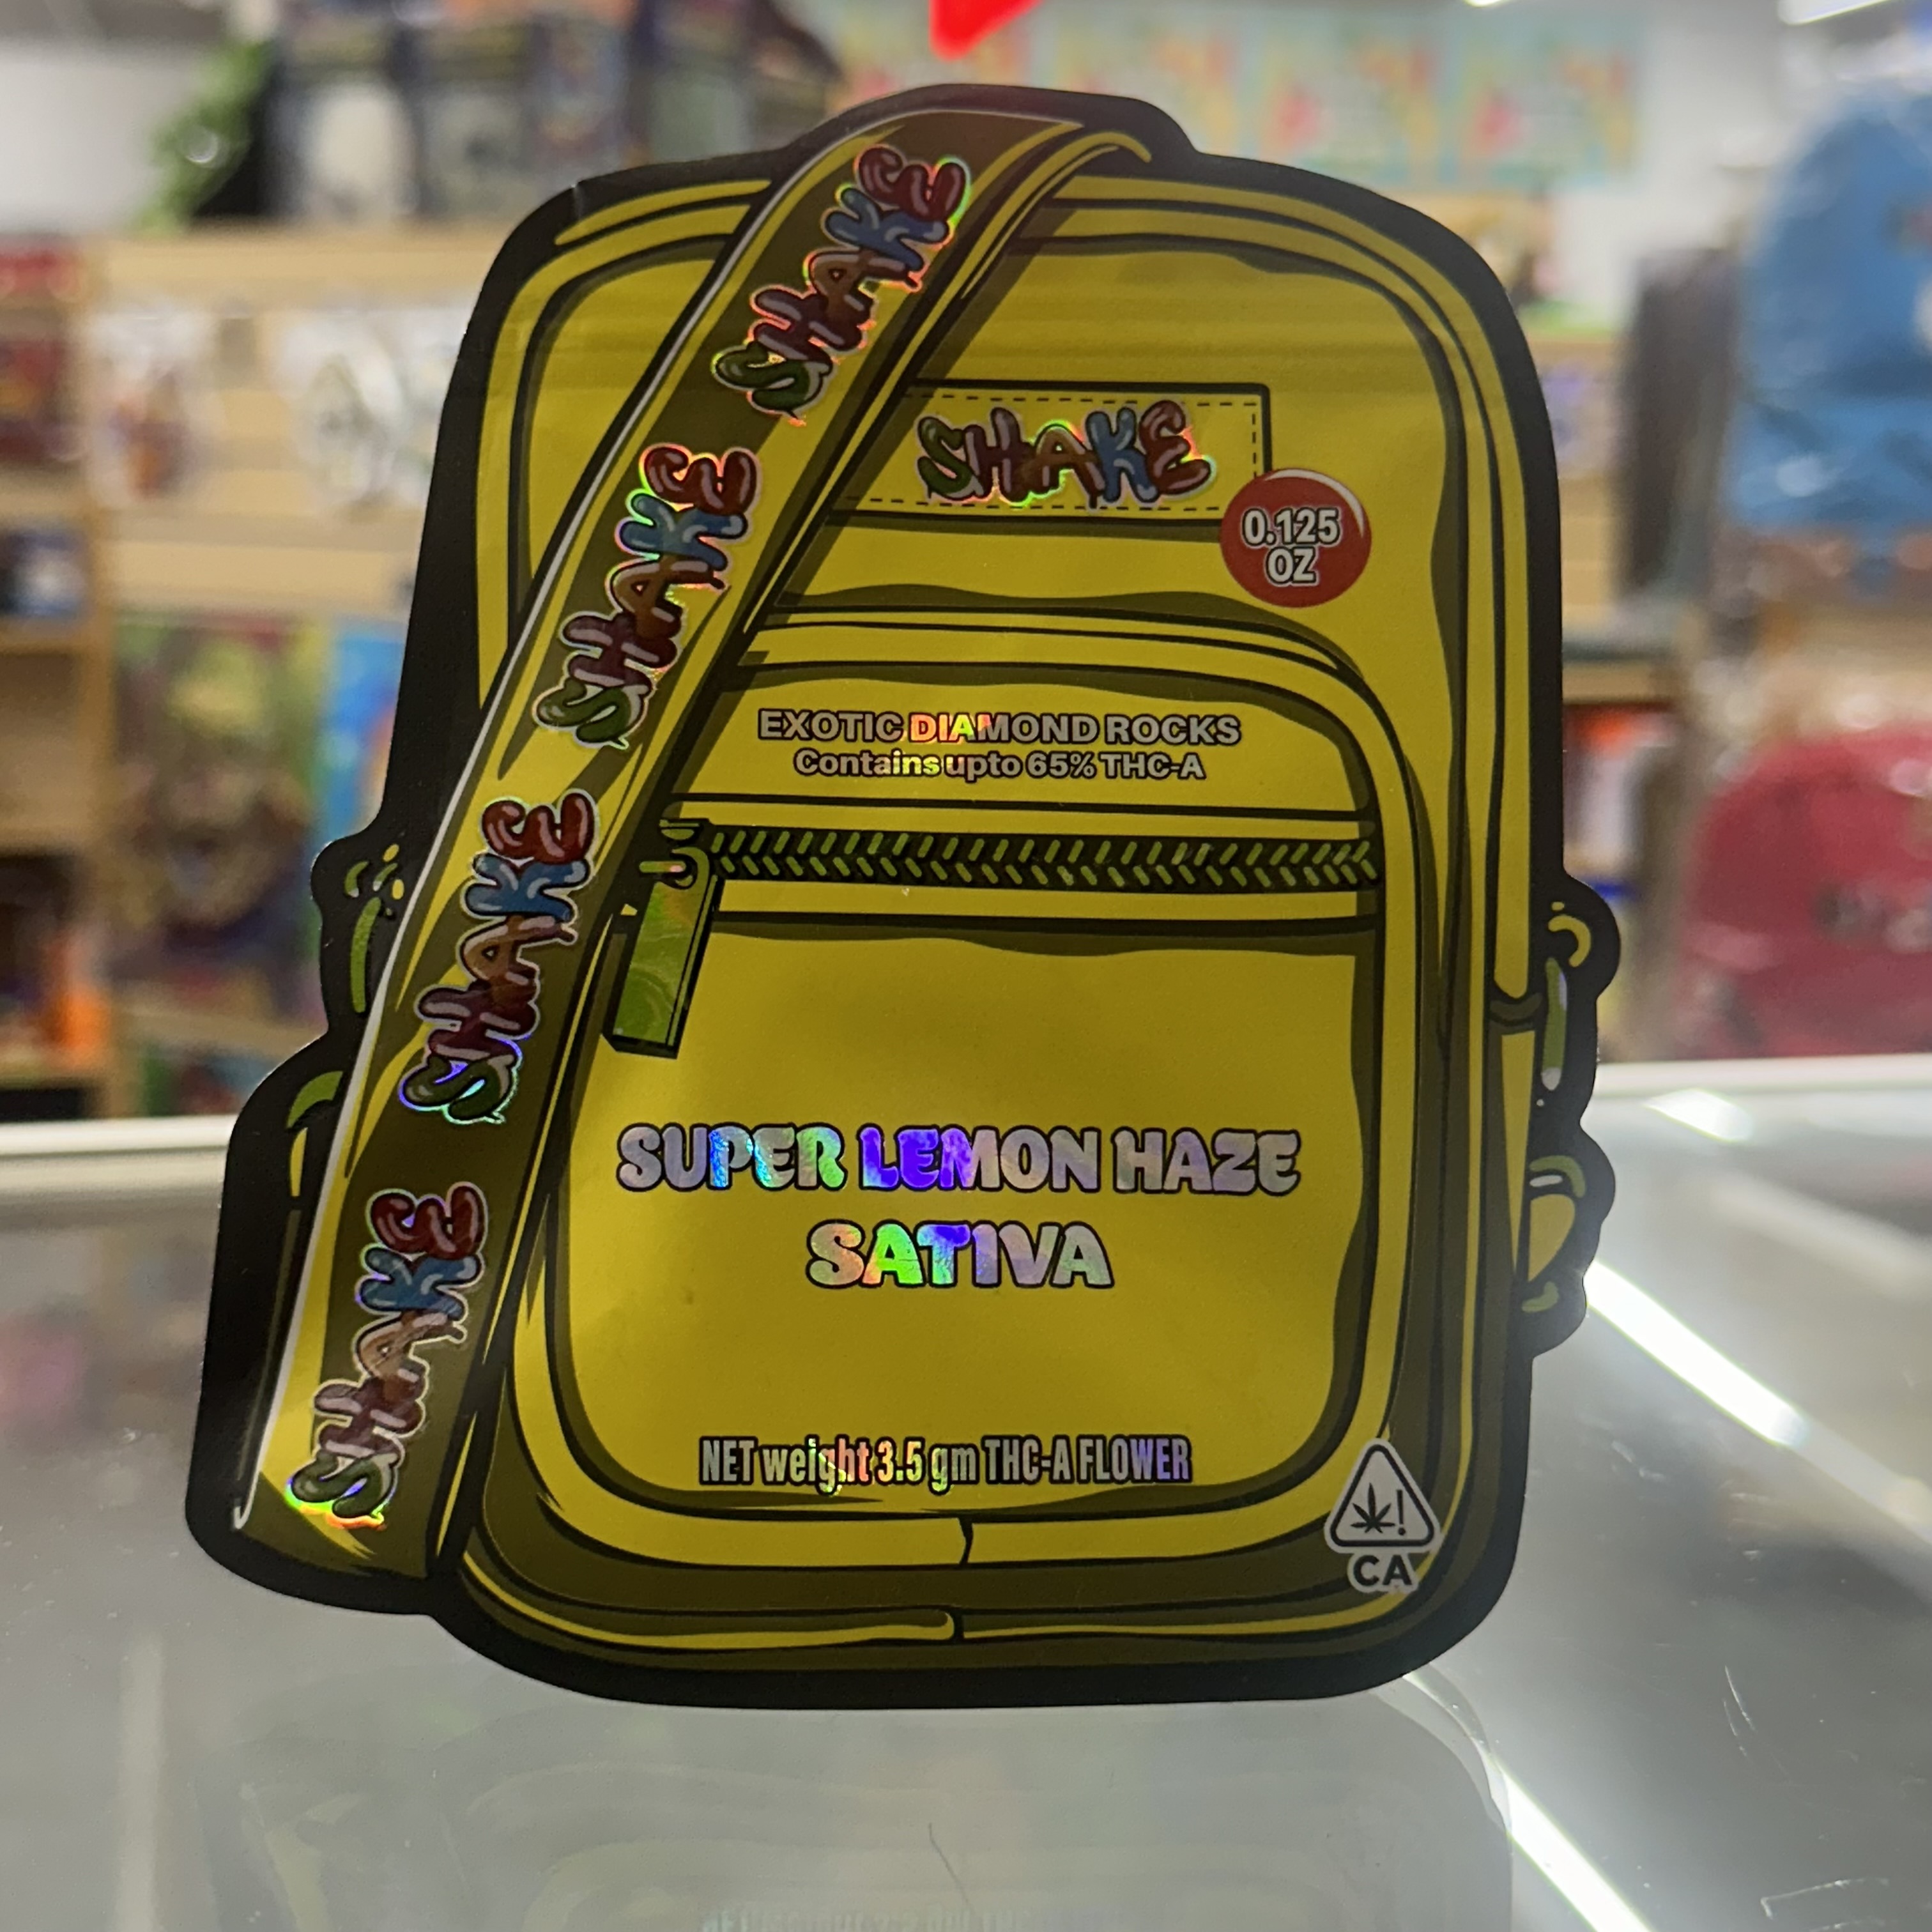 SHAKE
SHAKE
0.125
OZ
SHAKE
EXOTIC DIAMOND ROCKS
Contains upto 65% THC-A
SHAKE
SUPER LEMON HAZE
SATIVA
SHAKE
NET weight 3.5 gm THC-A FLOWER
!
CA